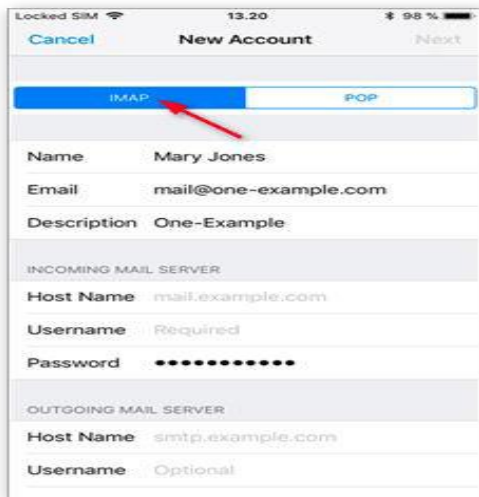 Locked SIM 13.20 98 %
Cancel New Account Next
IMAP POP
Name Mary Jones
Email mail@one-example.com
Description One-Example
INCOMING MAIL SERVER
Host Name mail.example.com
Username Required
Password •••••••••••
OUTGOING MAIL SERVER
Host Name smtp.example.com
Username Optional